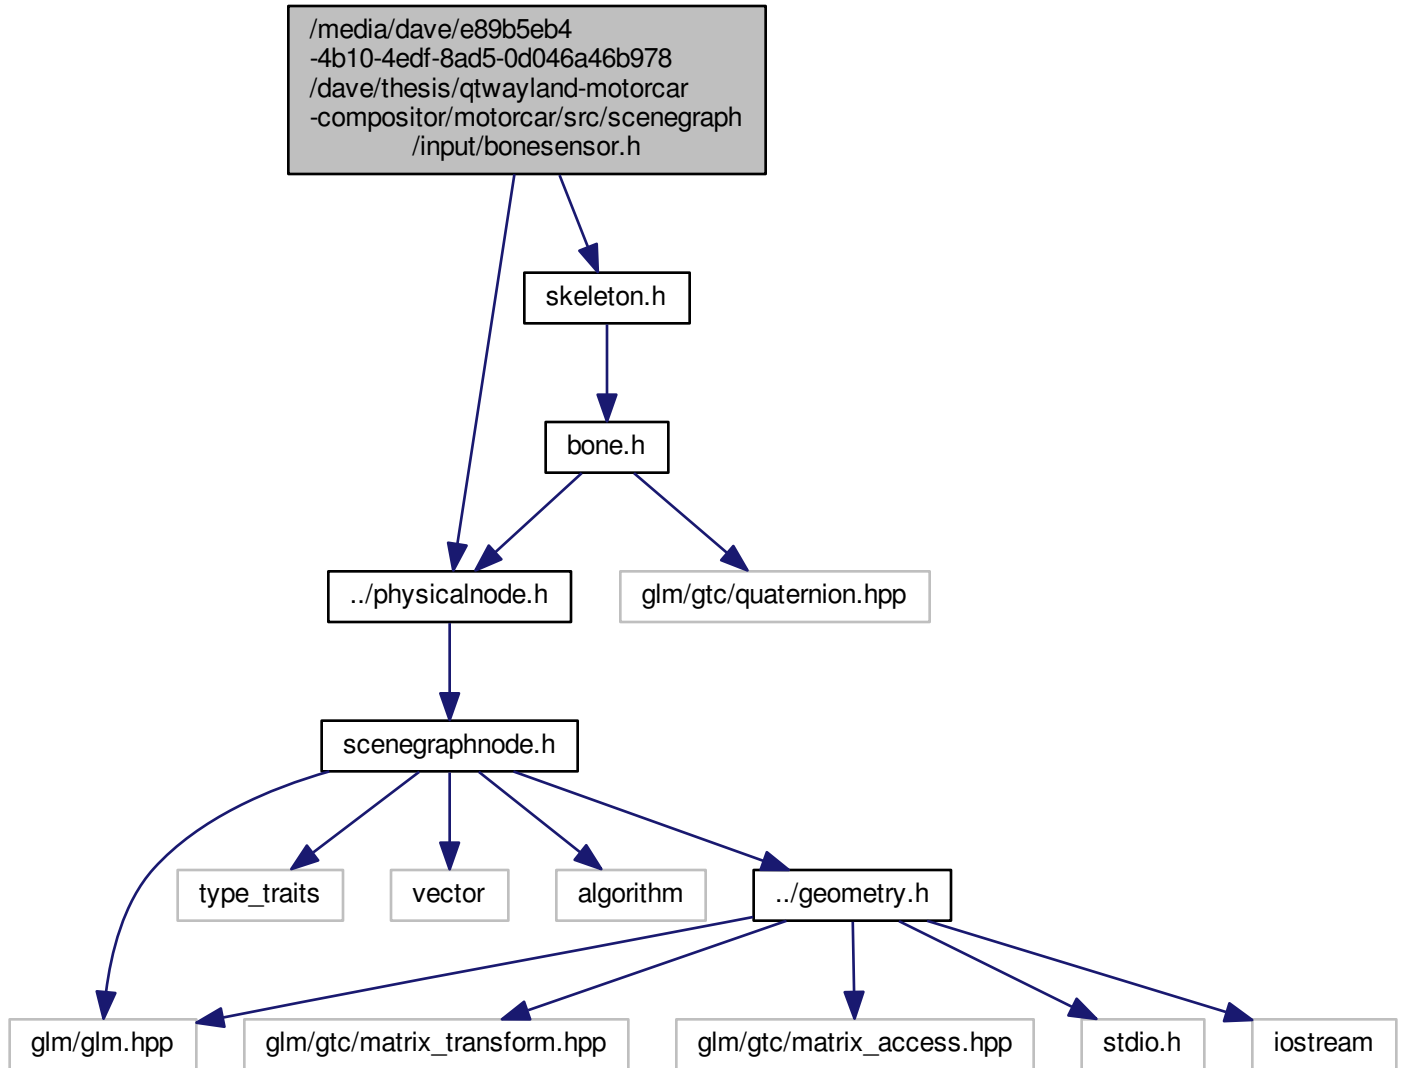 /media/dave/e89b5eb4
-4b10-4edf-8ad5-0d046a46b978
/dave/thesis/qtwayland-motorcar
-compositor/motorcar/src/scenegraph
/input/bonesensor.h
skeleton.h
bone.h
../physicalnode.h
glm/gtc/quaternion.hpp
scenegraphnode.h
type_traits
vector
algorithm
../geometry.h
glm/glm.hpp
glm/gtc/matrix_transform.hpp
glm/gtc/matrix_access.hpp
stdio.h
iostream